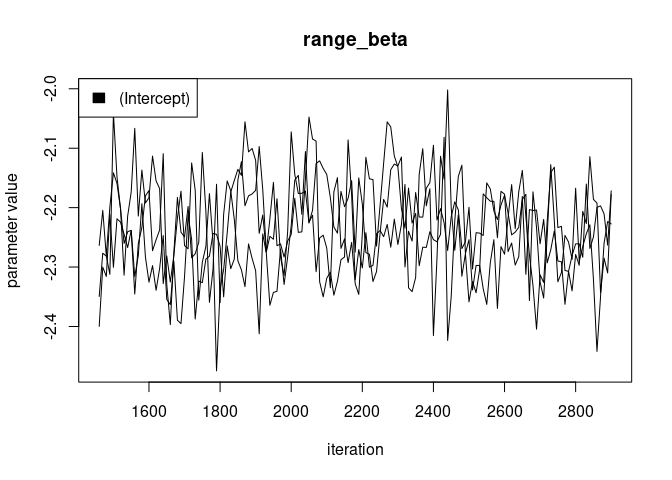 range_beta
(Intercept)
parameter value
-2.0
-2.1
-2.2
-2.3
-2.4
1600 1800 2000 2200 2400 2600 2800
iteration